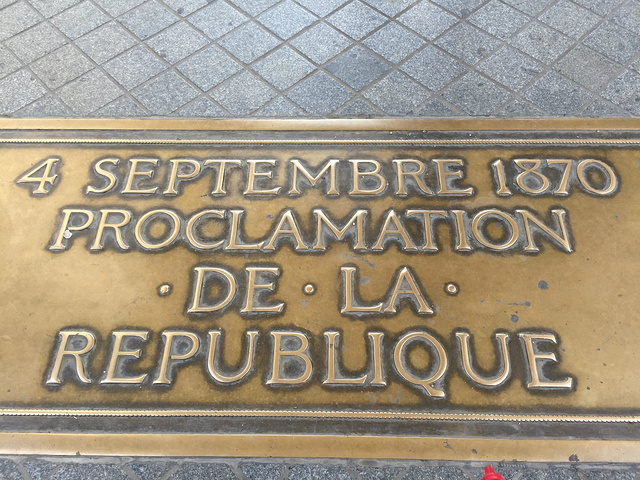 4 SEPTEMBRE 1870
PROCLAMATION
· DE · LA ·
REPUBLIQUE